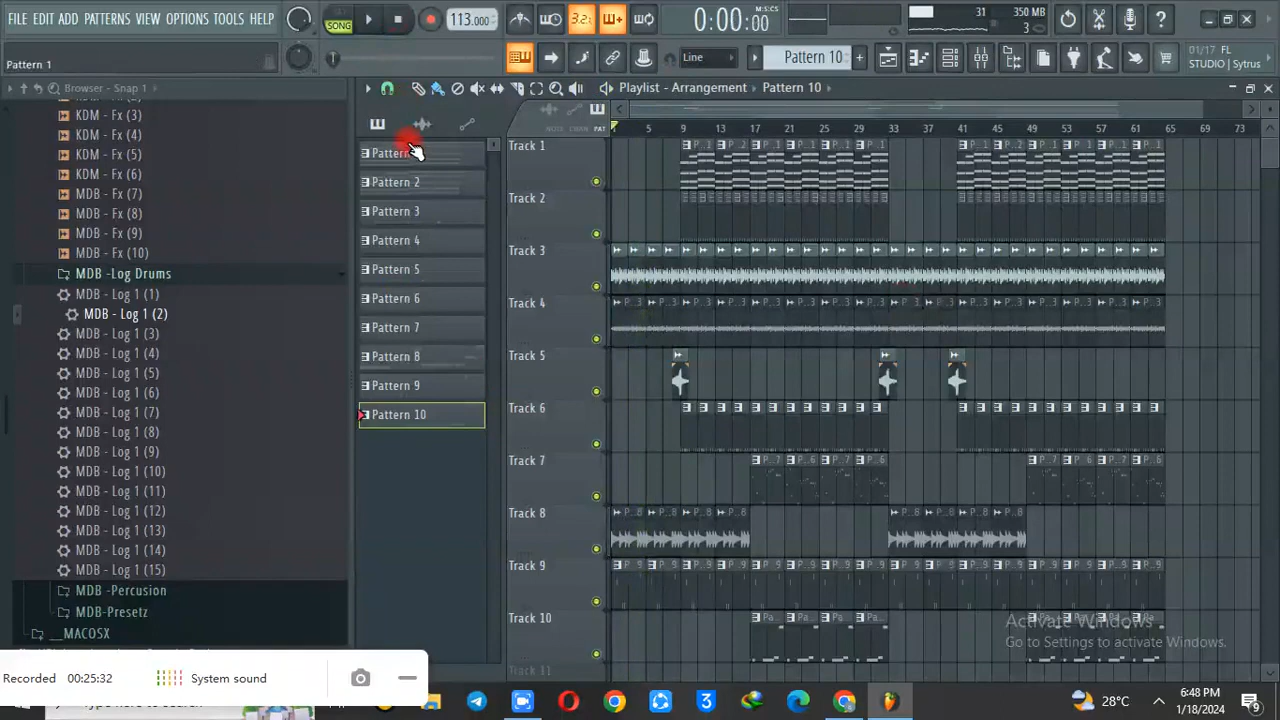 FILE EDIT ADD PATTERNS VIEW OPTIONS TOOLS HELP
SONG
113.000
3.2
0:00:00
M:S:CS
31
350 MB
3
Pattern 1
Line
Pattern 10
01/17 FL
STUDIO | Sytrus
Browser - Snap 1
Playlist - Arrangement
Pattern 10
KDM - Fx (3)
KDM - Fx (4)
KDM - Fx (5)
KDM - Fx (6)
MDB - Fx (7)
MDB - Fx (8)
MDB - Fx (9)
MDB - Fx (10)
MDB -Log Drums
MDB - Log 1 (1)
MDB - Log 1 (2)
MDB - Log 1 (3)
MDB - Log 1 (4)
MDB - Log 1 (5)
MDB - Log 1 (6)
MDB - Log 1 (7)
MDB - Log 1 (8)
MDB - Log 1 (9)
MDB - Log 1 (10)
MDB - Log 1 (11)
MDB - Log 1 (12)
MDB - Log 1 (13)
MDB - Log 1 (14)
MDB - Log 1 (15)
MDB -Percusion
MDB-Presetz
__MACOSX
Pattern 2
Pattern 3
Pattern 4
Pattern 5
Pattern 6
Pattern 7
Pattern 8
Pattern 9
Pattern 10
NOTE CHAN PAT
5 9 13 17 21 25 29 33 37 41 45 49 53 57 61 65 69 73
Track 1
Track 2
Track 3
Track 4
Track 5
Track 6
Track 7
Track 8
Track 9
Track 10
Track 11
Activate Windows
Go to Settings to activate Windows.
Recorded 00:25:32 System sound
28°C
1/18/2024
9